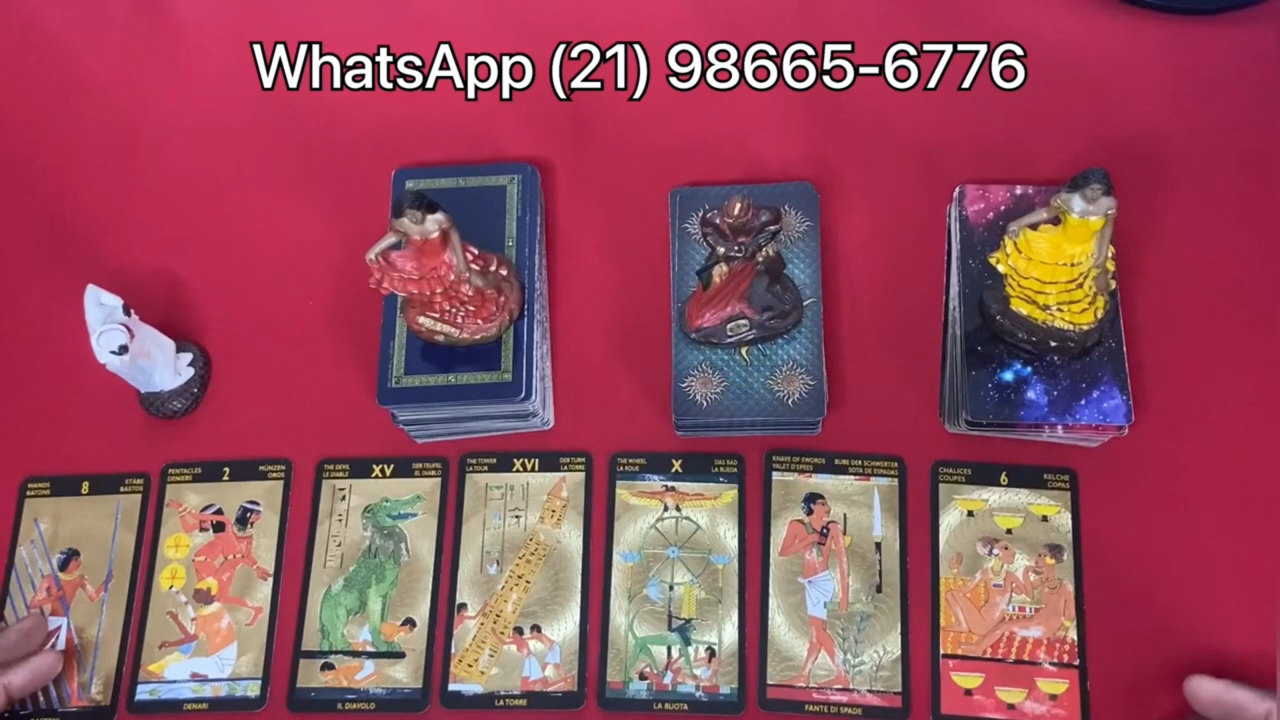 WhatsApp (21) 98665-6776
WANDS
BATONS
8
STÄBE
BASTOS
PENTACLES
DENIERS
2
MÜNZEN
OROS
DENARI
THE DEVIL
LE DIABLE
XV
DER TEUFEL
EL DIABLO
IL DIAVOLO
THE TOWER
LA TOUR
XVI
DER TURM
LA TORRE
LA TORRE
THE WHEEL
LA ROUE
X
DAS RAD
LA RUEDA
LA RUOTA
KNAVE OF SWORDS
VALET D'EPEES
BUBE DER SCHWERTER
SOTA DE ESPADAS
FANTE DI SPADE
CHALICES
COUPES
6
KELCHE
COPAS